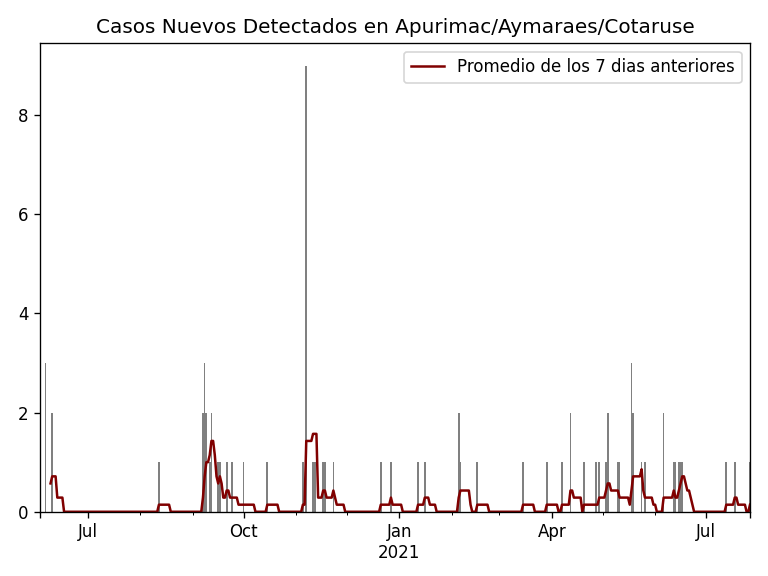 Casos Nuevos Detectados en Apurimac/Aymaraes/Cotaruse
Promedio de los 7 dias anteriores
8
6
4
2
0
Jul
Oct
Jan
Apr
Jul
2021